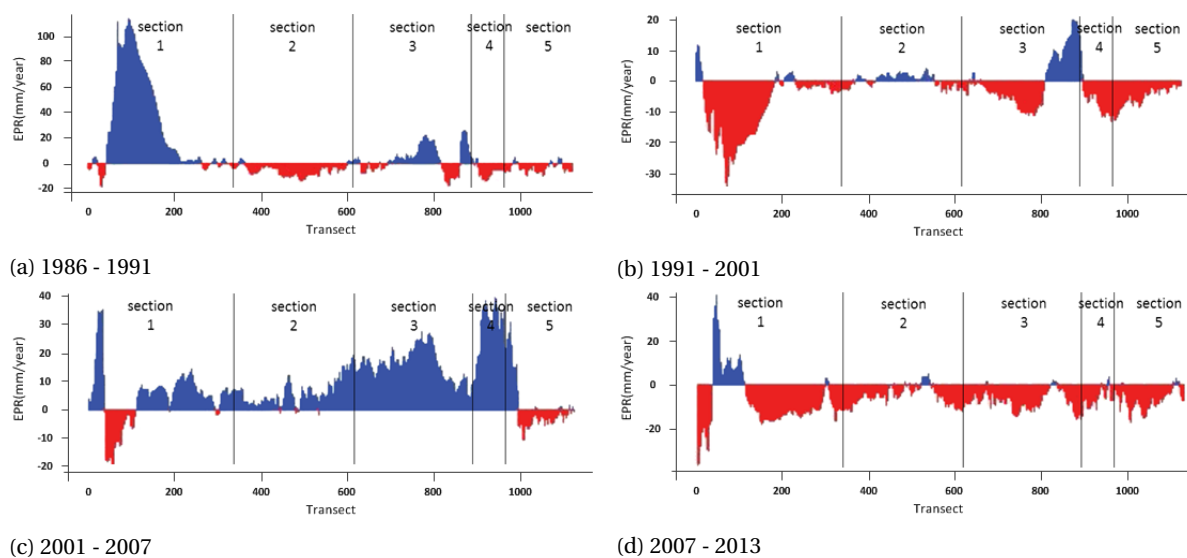 section
1
section
2
section
3
section
4
section
5
EPR(mm/year)
100
80
60
40
20
0
-20
0 200 400 600 800 1000
Transect
(a) 1986 - 1991
section
1
section
2
section
3
section
4
section
5
EPR(mm/year)
20
10
0
-10
-20
-30
0 200 400 600 800 1000
Transect
(b) 1991 - 2001
section
1
section
2
section
3
section
4
section
5
EPR(mm/year)
40
30
20
10
0
-10
-20
0 200 400 600 800 1000
Transect
(c) 2001 - 2007
section
1
section
2
section
3
section
4
section
5
EPR(mm/year)
40
20
0
-20
0 200 400 600 800 1000
Transect
(d) 2007 - 2013